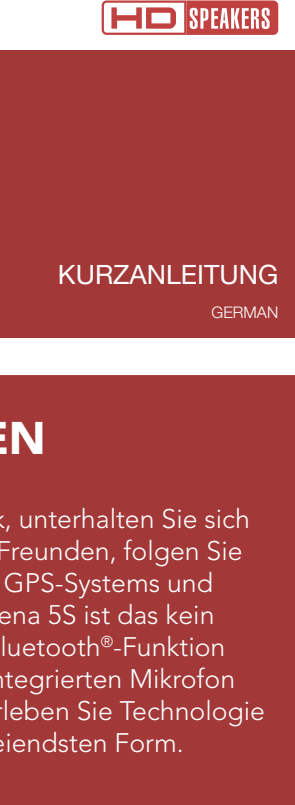 HD SPEAKERS
KURZANLEITUNG
GERMAN
EN
, unterhalten Sie sich
Freunden, folgen Sie
GPS-Systems und
ena 5S ist das kein
luetooth®-Funktion
ntegrierten Mikrofon
rleben Sie Technologie
eiendsten Form.